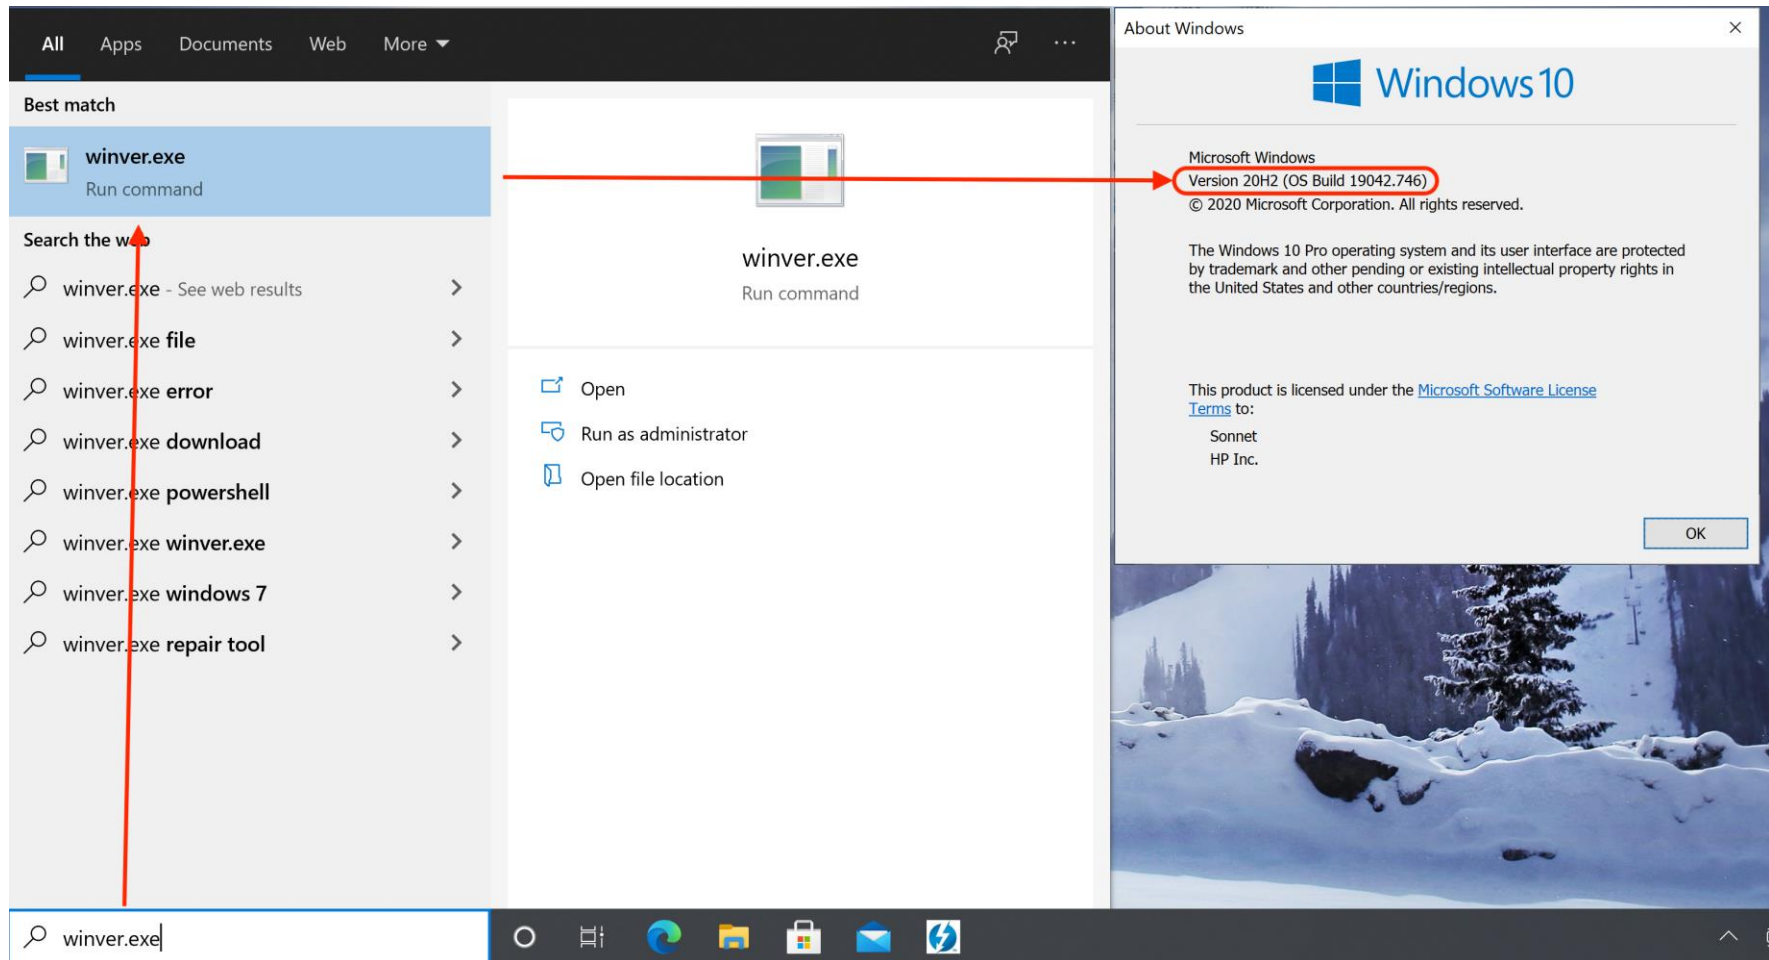 All Apps Documents Web More
Best match
winver.exe
Run command
Search the web
winver.exe - See web results
winver.exe file
winver.exe error
winver.exe download
winver.exe powershell
winver.exe winver.exe
winver.exe windows 7
winver.exe repair tool
winver.exe
winver.exe
Run command
Open
Run as administrator
Open file location
About Windows
Windows 10
Microsoft Windows
Version 20H2 (OS Build 19042.746)
© 2020 Microsoft Corporation. All rights reserved.
The Windows 10 Pro operating system and its user interface are protected
by trademark and other pending or existing intellectual property rights in
the United States and other countries/regions.
This product is licensed under the Microsoft Software License
Terms to:
Sonnet
HP Inc.
OK